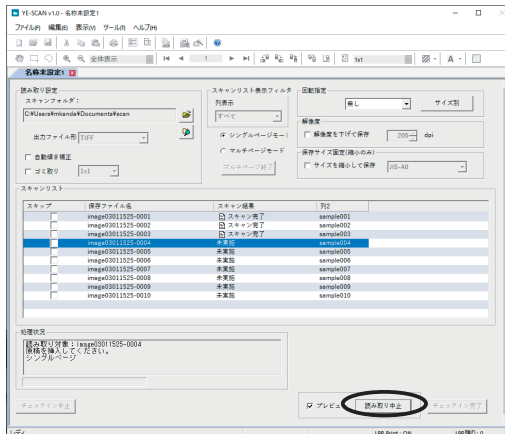 YE-SCAN v1.0 - 名称未設定1
ファイル(F) 編集(E) 表示(V) ツール(T) ヘルプ(H)
全体表示 1 1x1
名称未設定1
読み取り設定
スキャンフォルダ:
C:¥Users¥mkanda¥Documents¥scan
出力ファイル形 TIFF
自動傾き補正
ゴミ取り 1x1
スキャンリスト表示フィルタ
列表示
すべて
シングルページモー
マルチページモード
マルチページ終了
回転指定
無し サイズ別
解像度
解像度を下げて保存 200 dpi
保存サイズ固定(縮小のみ)
サイズを縮小して保存 JIS-A0
スキャンリスト
スキップ 保存ファイル名 スキャン結果 列2
image03011525-0001 スキャン完了 sample001
image03011525-0002 スキャン完了 sample002
image03011525-0003 スキャン完了 sample003
image03011525-0004 未実施 sample004
image03011525-0005 未実施 sample005
image03011525-0006 未実施 sample006
image03011525-0007 未実施 sample007
image03011525-0008 未実施 sample008
image03011525-0009 未実施 sample009
image03011525-0010 未実施 sample010
処理状況
読み取り対象:image03011525-0004
原稿を挿入してください。
シングルページ
チェックイン中止 プレビュ 読み取り中止 チェックイン完了
レディ